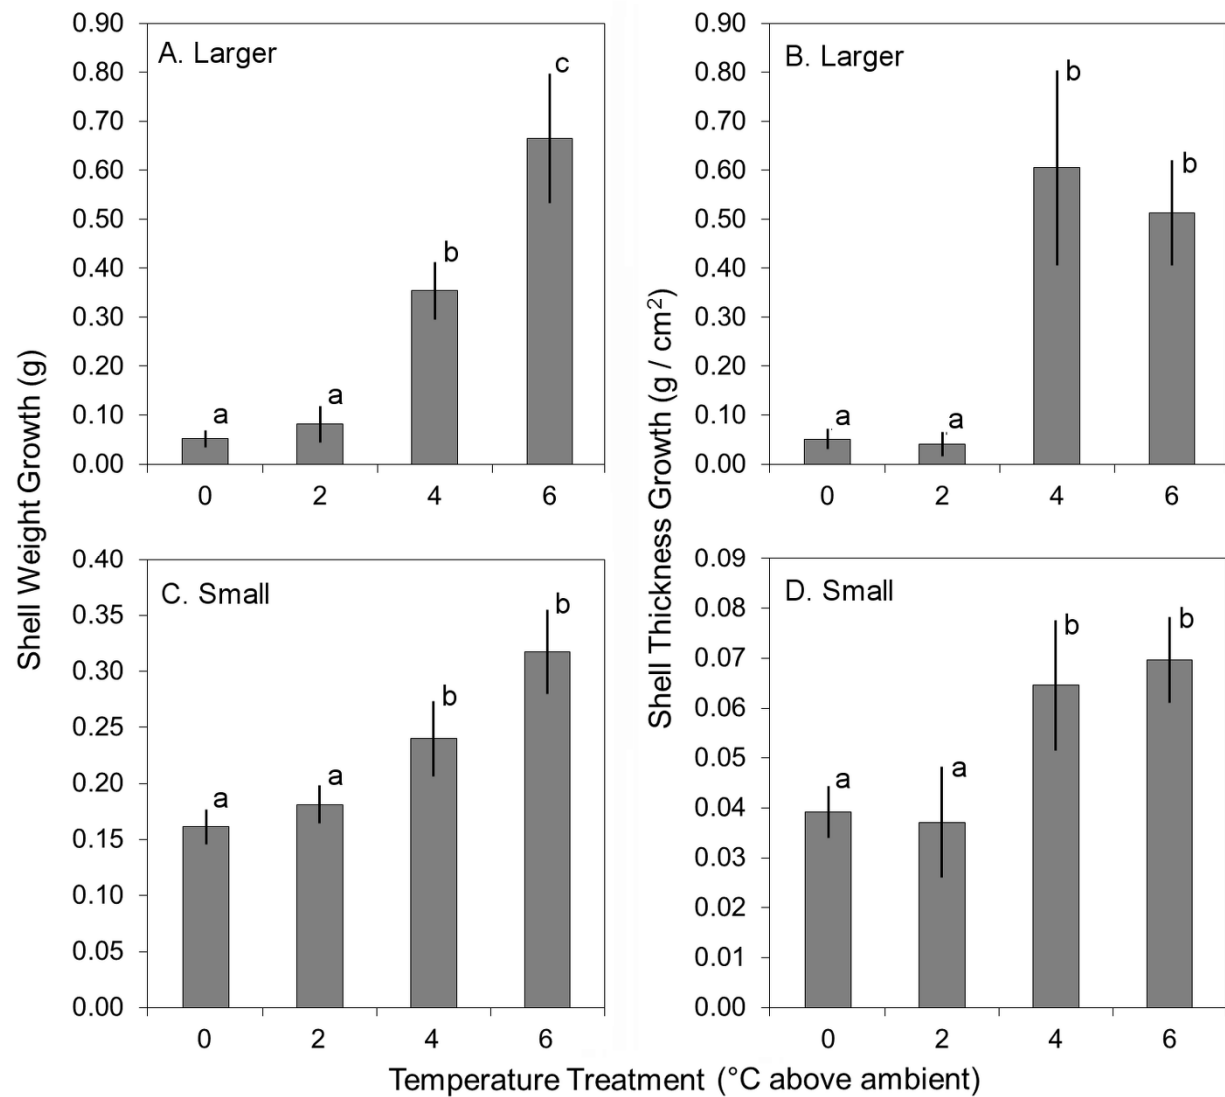 A. Larger
0.90
0.80
0.70
0.60
0.50
0.40
0.30
0.20
0.10
0.00
a
a
b
c
0 2 4 6
B. Larger
0.90
0.80
0.70
0.60
0.50
0.40
0.30
0.20
0.10
0.00
a
a
b
b
0 2 4 6
Shell Weight Growth (g)
Shell Thickness Growth (g / cm²)
C. Small
0.40
0.35
0.30
0.25
0.20
0.15
0.10
0.05
0.00
a
a
b
b
0 2 4 6
D. Small
0.09
0.08
0.07
0.06
0.05
0.04
0.03
0.02
0.01
0.00
a
a
b
b
0 2 4 6
Temperature Treatment (°C above ambient)